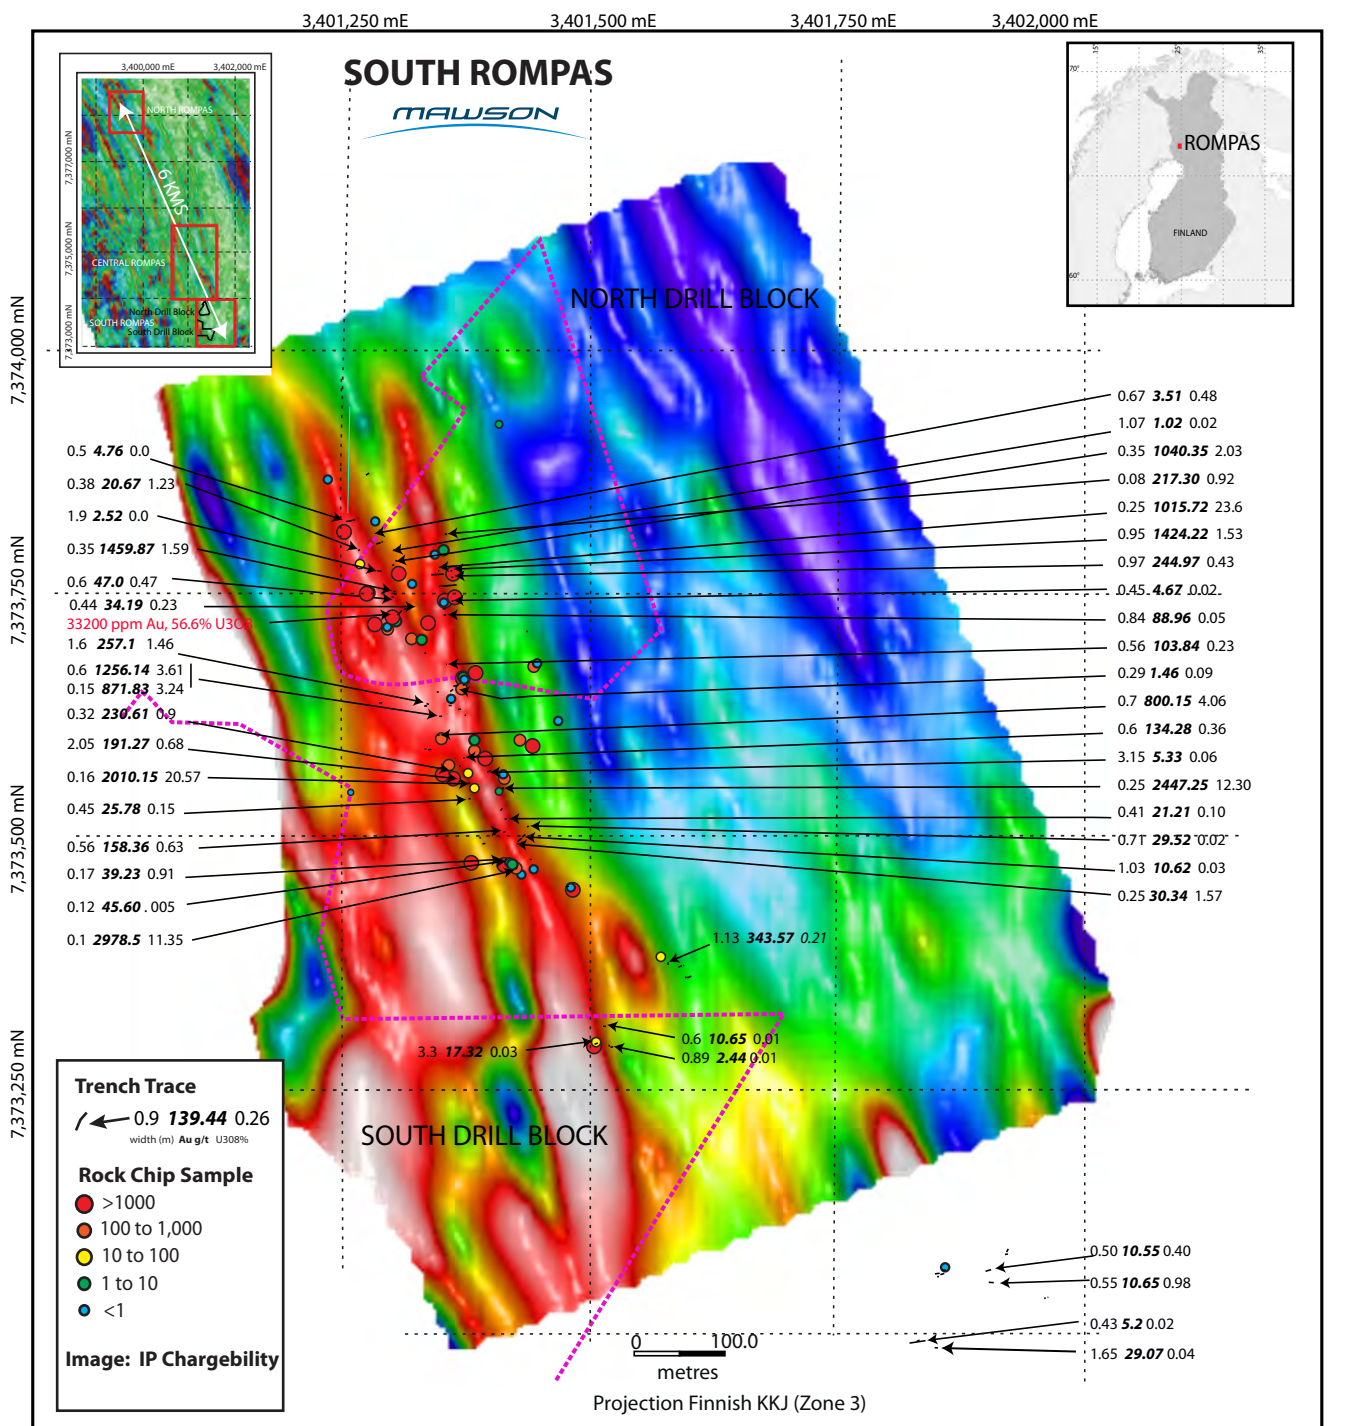 3,401,250 mE
3,401,500 mE
3,401,750 mE
3,402,000 mE
SOUTH ROMPAS
MAWSON
3,400,000 mE
3,402,000 mE
7,377,000 mN
7,375,000 mN
7,373,000 mN
NORTH ROMPAS
6 KMS
CENTRAL ROMPAS
North Drill Block
SOUTH ROMPAS
South Drill Block
15°
25°
35°
70°
60°
ROMPAS
FINLAND
7,374,000 mN
7,373,750 mN
7,373,500 mN
7,373,250 mN
NORTH DRILL BLOCK
0.5 4.76 0.0
0.38 20.67 1.23
1.9 2.52 0.0
0.35 1459.87 1.59
0.6 47.0 0.47
0.44 34.19 0.23
33200 ppm Au, 56.6% U3O8
1.6 257.1 1.46
0.6 1256.14 3.61
0.15 871.83 3.24
0.32 230.61 0.9
2.05 191.27 0.68
0.16 2010.15 20.57
0.45 25.78 0.15
0.56 158.36 0.63
0.17 39.23 0.91
0.12 45.60 .005
0.1 2978.5 11.35
0.67 3.51 0.48
1.07 1.02 0.02
0.35 1040.35 2.03
0.08 217.30 0.92
0.25 1015.72 23.6
0.95 1424.22 1.53
0.97 244.97 0.43
0.45 4.67 0.02
0.84 88.96 0.05
0.56 103.84 0.23
0.29 1.46 0.09
0.7 800.15 4.06
0.6 134.28 0.36
3.15 5.33 0.06
0.25 2447.25 12.30
0.41 21.21 0.10
0.71 29.52 0.02
1.03 10.62 0.03
0.25 30.34 1.57
1.13 343.57 0.21
0.6 10.65 0.01
3.3 17.32 0.03
0.89 2.44 0.01
SOUTH DRILL BLOCK
0.50 10.55 0.40
0.55 10.65 0.98
0.43 5.2 0.02
1.65 29.07 0.04
Trench Trace
0.9 139.44 0.26
width (m) Au g/t U308%
Rock Chip Sample
>1000
100 to 1,000
10 to 100
1 to 10
<1
Image: IP Chargebility
0 100.0
metres
Projection Finnish KKJ (Zone 3)